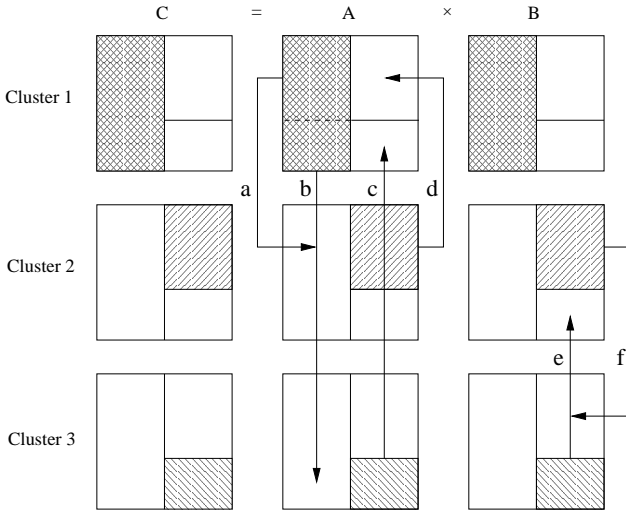 C = A × B
Cluster 1
a b c d
Cluster 2
e f
Cluster 3